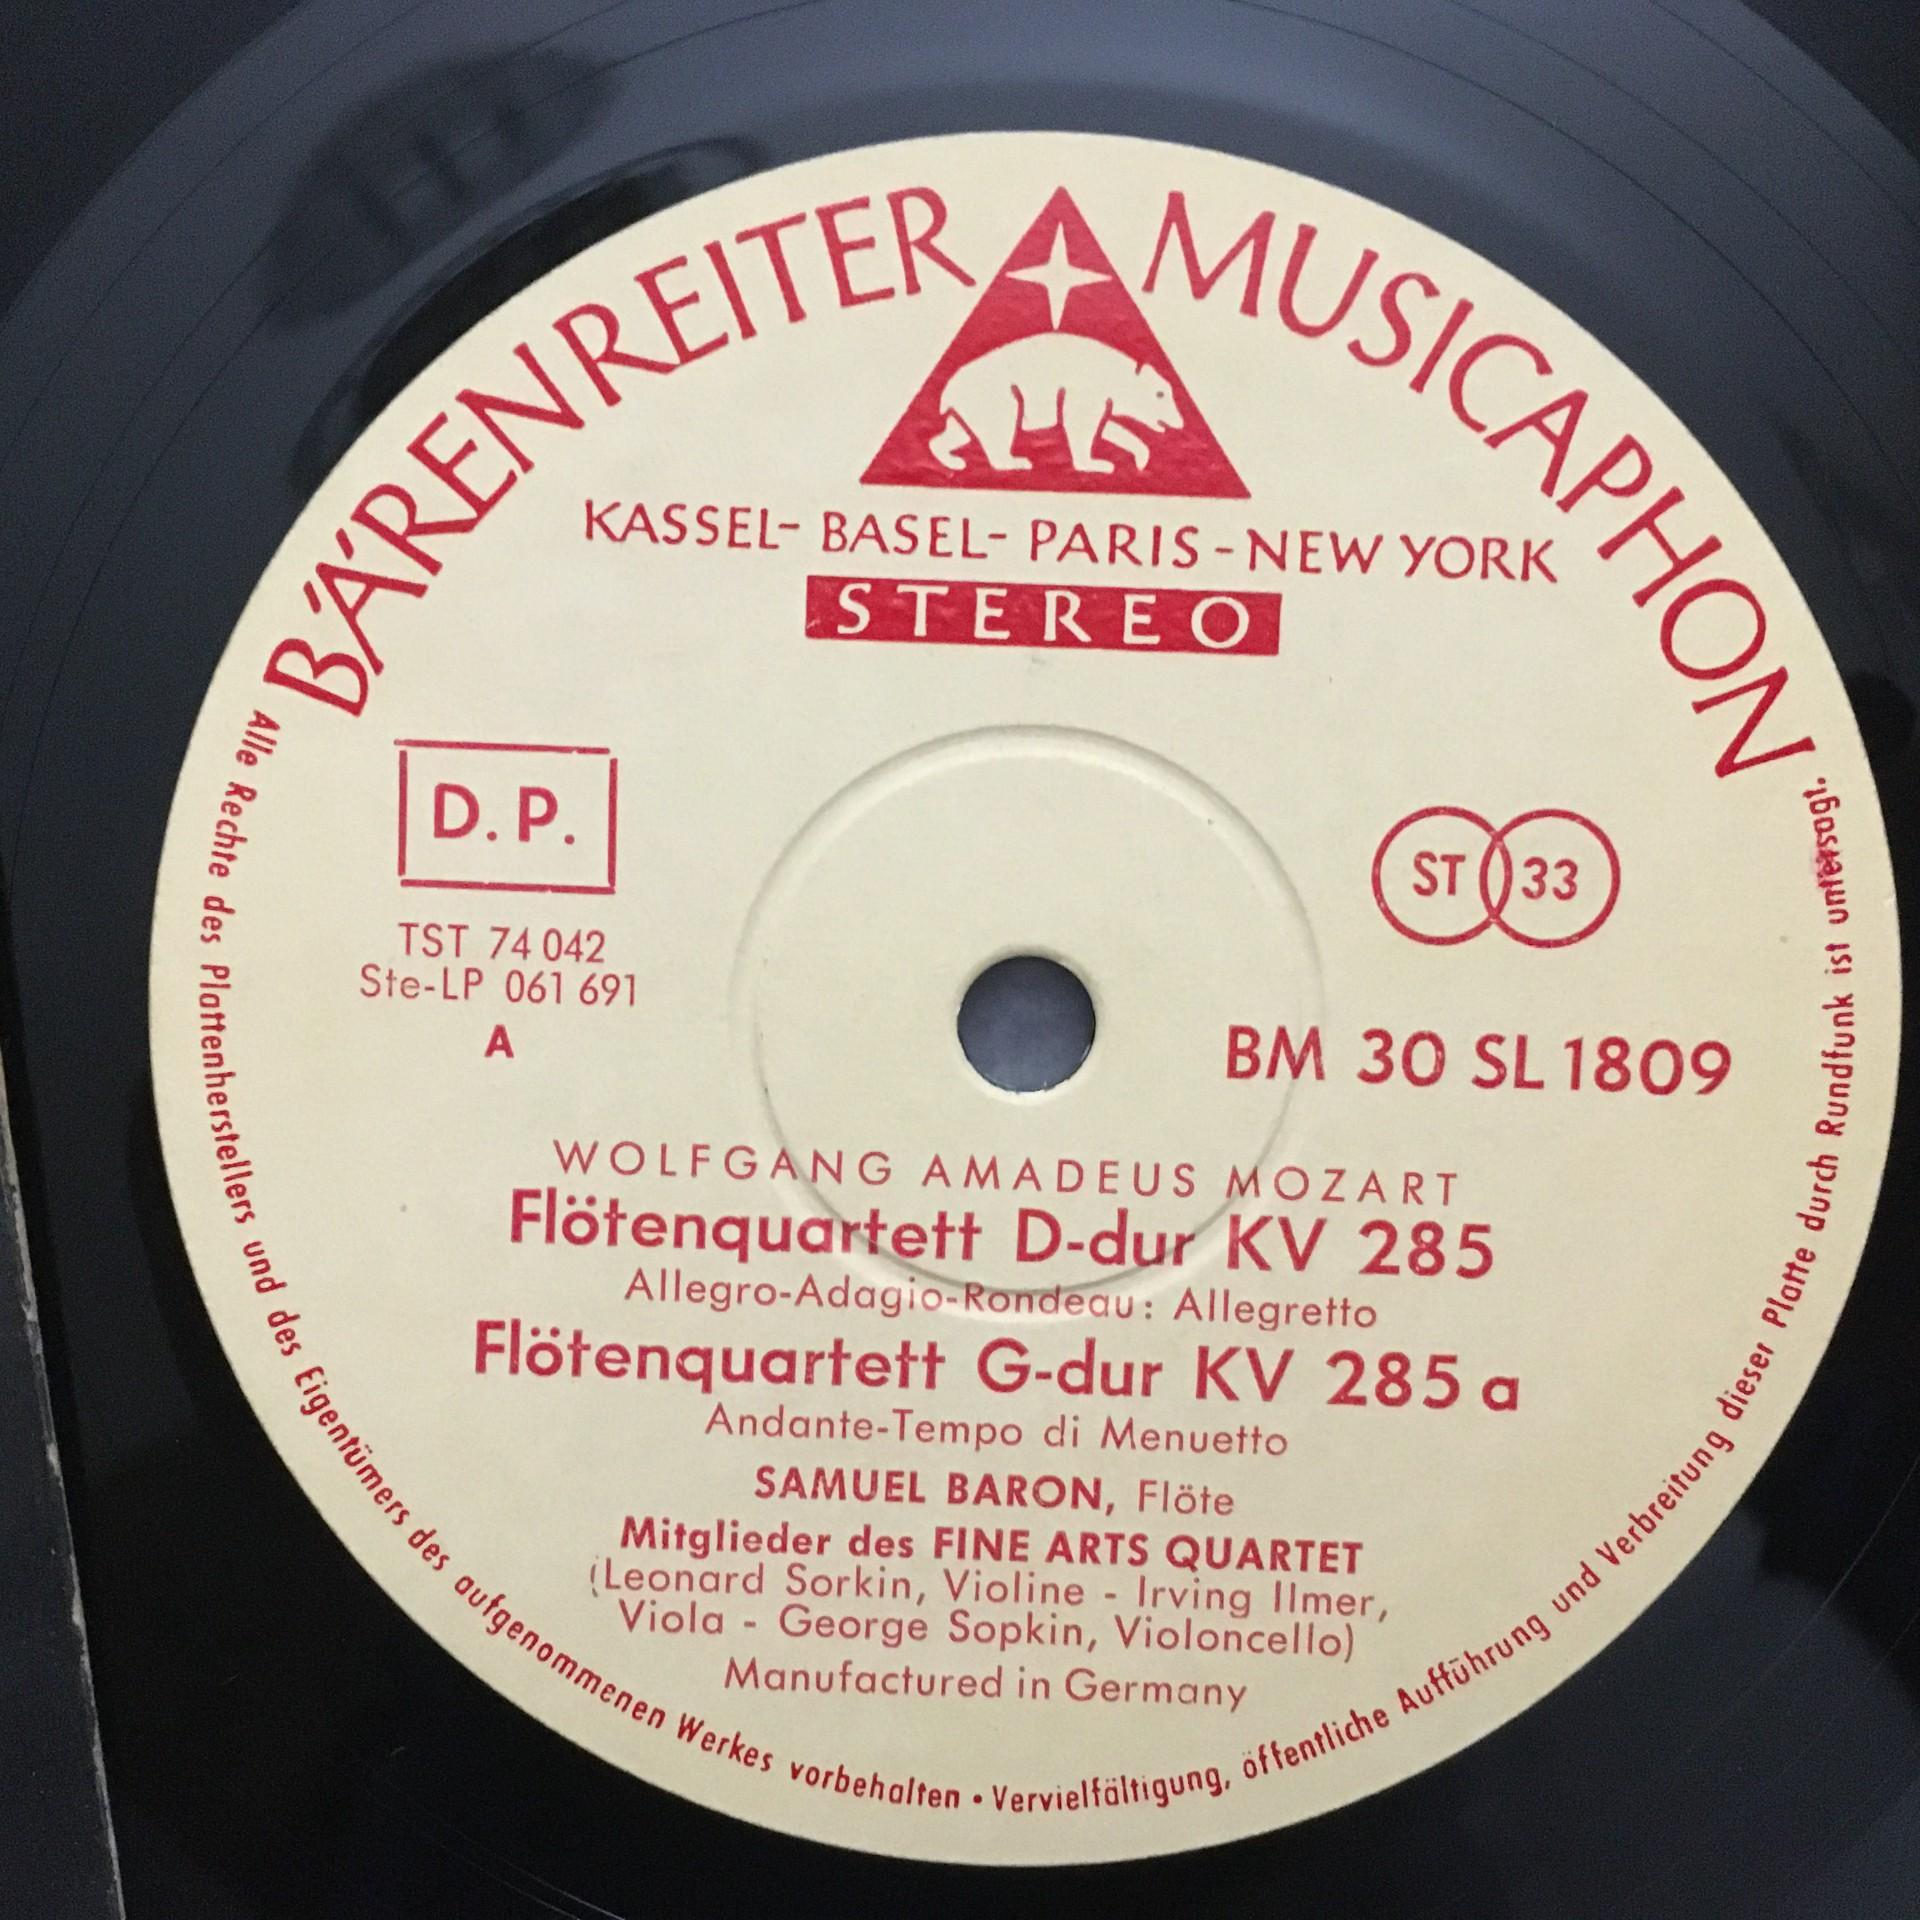 BÄRENREITER MUSICAPHON
KASSEL- BASEL- PARIS - NEW YORK
STEREO
D. P.
TST 74 042
Ste-LP 061 691
A
ST 33
BM 30 SL 1809
WOLFGANG AMADEUS MOZART
Flötenquartett D-dur KV 285
Allegro-Adagio-Rondeau: Allegretto
Flötenquartett G-dur KV 285 a
Andante-Tempo di Menuetto
SAMUEL BARON, Flöte
Mitglieder des FINE ARTS QUARTET
(Leonard Sorkin, Violine - Irving Ilmer,
Viola - George Sopkin, Violoncello)
Manufactured in Germany
Alle Rechte des Plattenherstellers und des Eigentümers des aufgenommenen Werkes vorbehalten • Vervielfältigung, öffentliche Aufführung und Verbreitung dieser Platte durch Rundfunk ist untersagt.